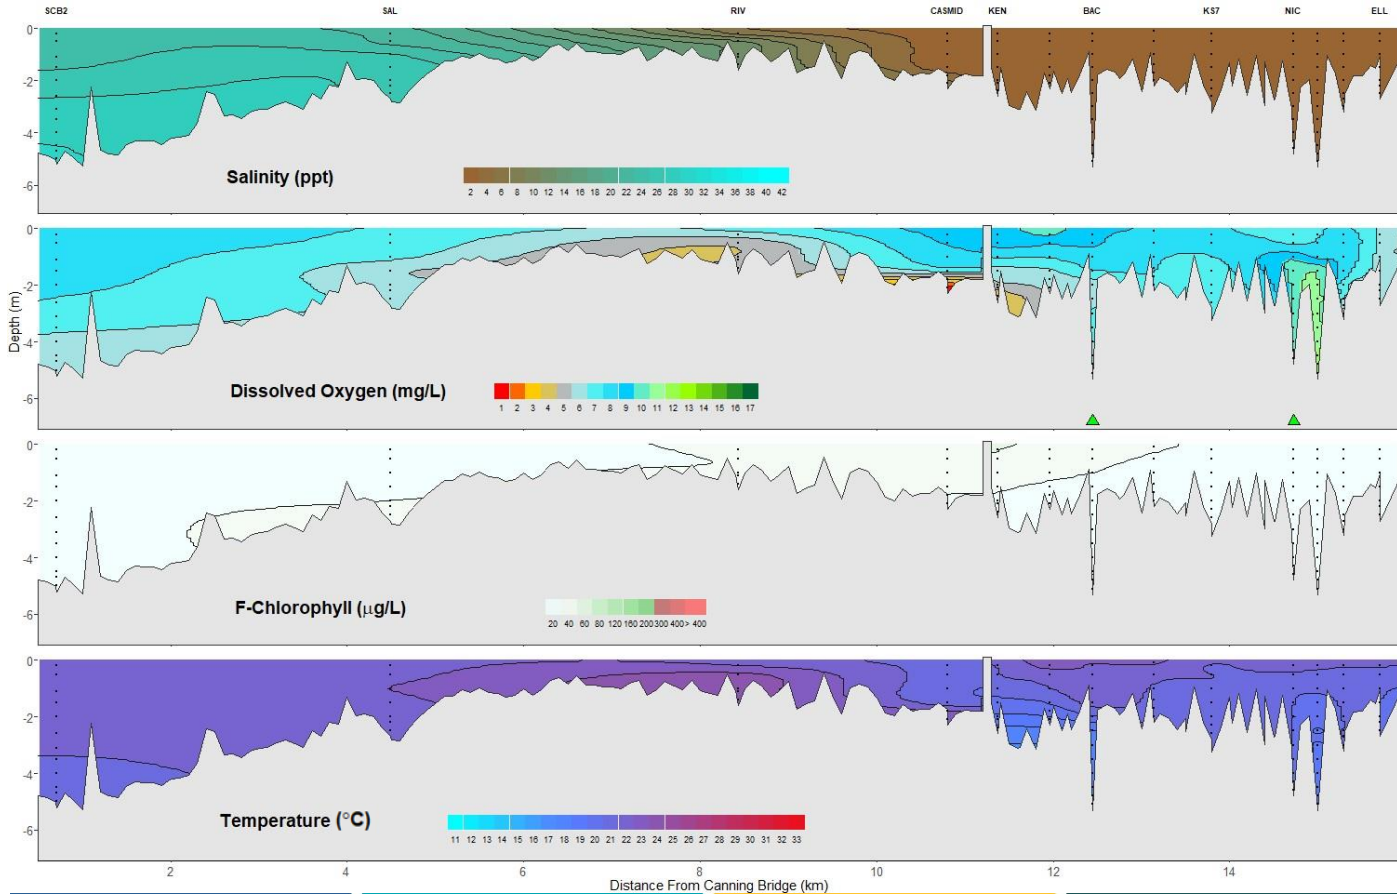 SCB2 SAL RIV CASMID KEN BAC KS7 NIC ELL
0
-2
-4
-6
Salinity (ppt)
2 4 6 8 10 12 14 16 18 20 22 24 26 28 30 32 34 36 38 40 42
0
-2
-4
-6
Depth (m)
Dissolved Oxygen (mg/L)
1 2 3 4 5 6 7 8 9 10 11 12 13 14 15 16 17
0
-2
-4
-6
F-Chlorophyll (μg/L)
20 40 60 80 120 160 200 300 400 > 400
0
-2
-4
-6
Temperature (°C)
11 12 13 14 15 16 17 18 19 20 21 22 23 24 25 26 27 28 29 30 31 32 33
2 4 6 8 10 12 14
Distance From Canning Bridge (km)